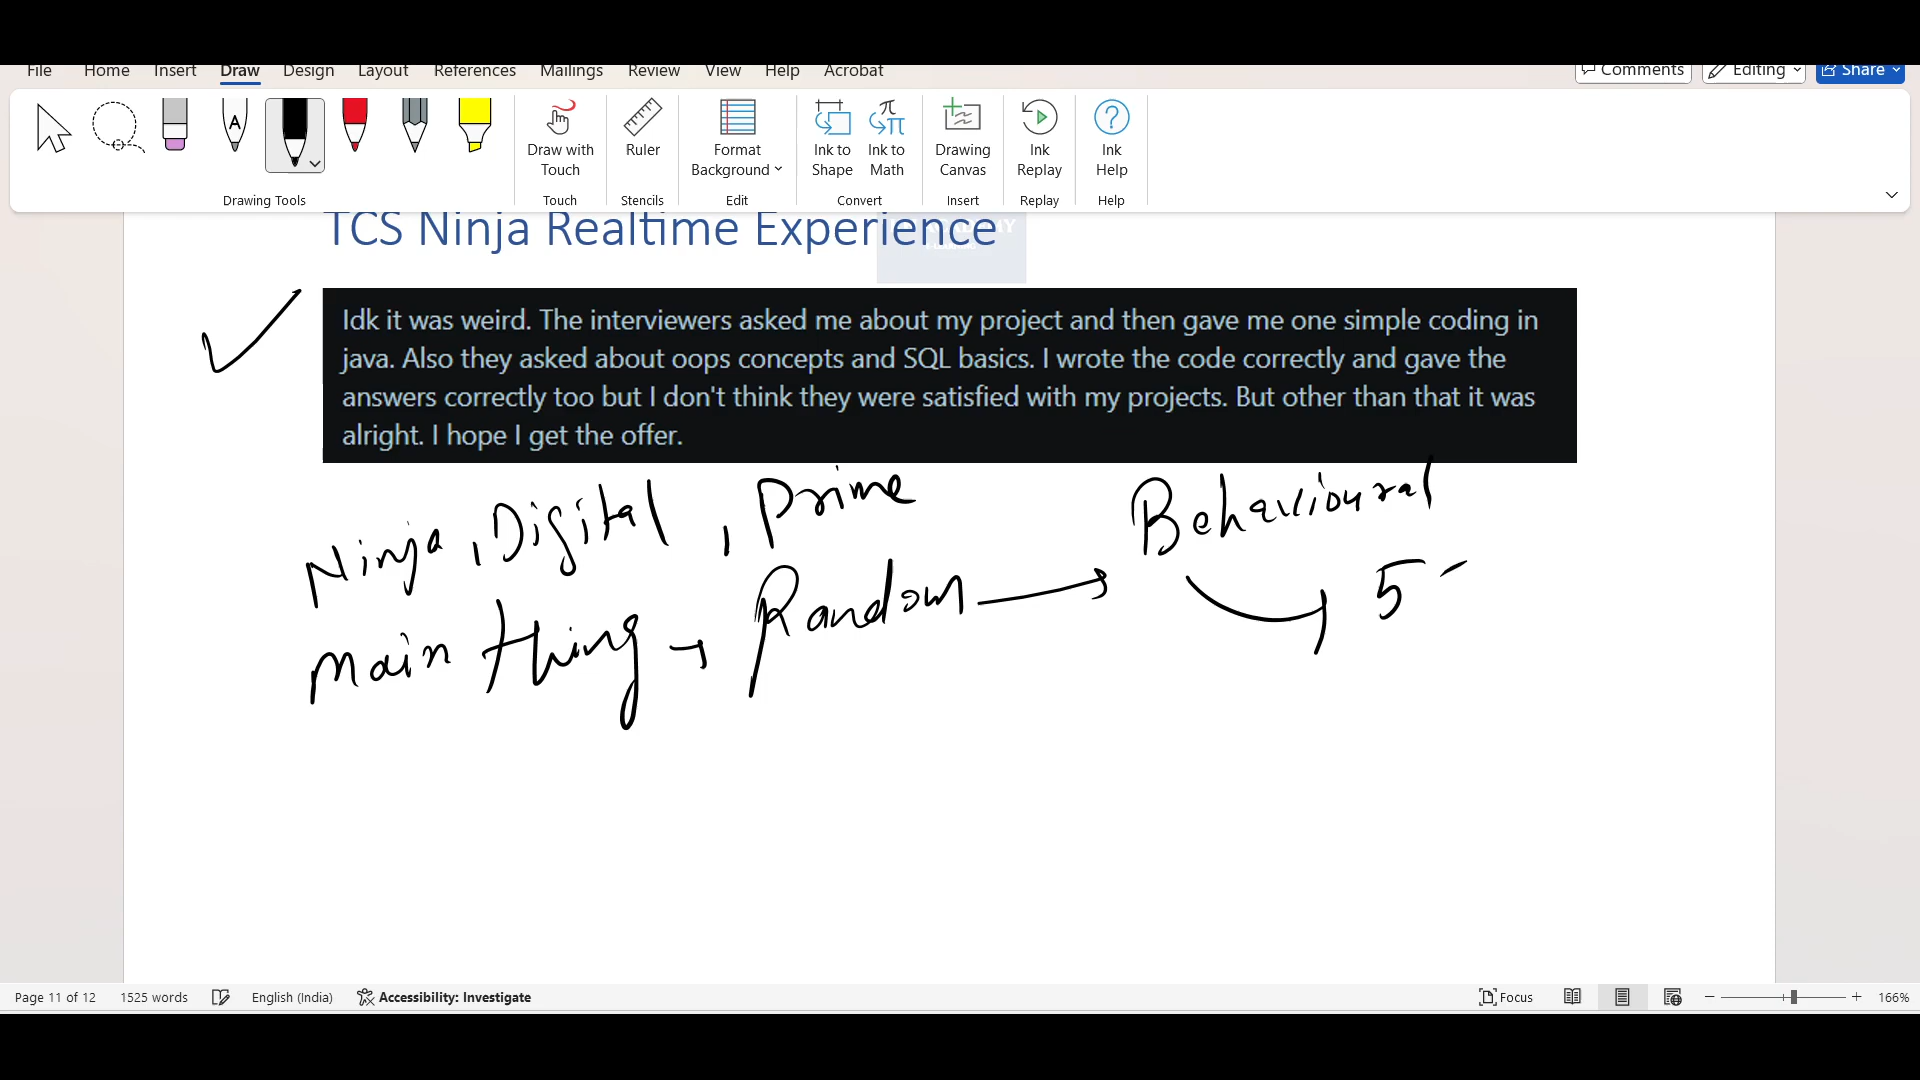 File Home Insert Draw Design Layout References Mailings Review View Help Acrobat Comments Editing Share
A
Draw with Touch
Ruler
Format Background
Ink to Shape
Ink to Math
Drawing Canvas
Ink Replay
Ink Help
Drawing Tools Touch Stencils Edit Convert Insert Replay Help
TCS Ninja Realtime Experience
Idk it was weird. The interviewers asked me about my project and then gave me one simple coding in
java. Also they asked about oops concepts and SQL basics. I wrote the code correctly and gave the
answers correctly too but I don't think they were satisfied with my projects. But other than that it was
alright. I hope I get the offer.
Ninja, Digital, Prime
Behavioural
main thing → Random → 5 -
Page 11 of 12 1525 words English (India) Accessibility: Investigate Focus 166%